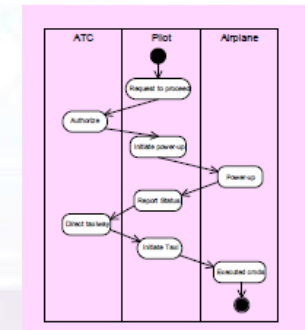 ATC Pilot Airplane
Request to proceed
Authorize
Initiate power-up
Power-up
Report Status
Direct taxiway
Initiate Taxi
Executed cmds